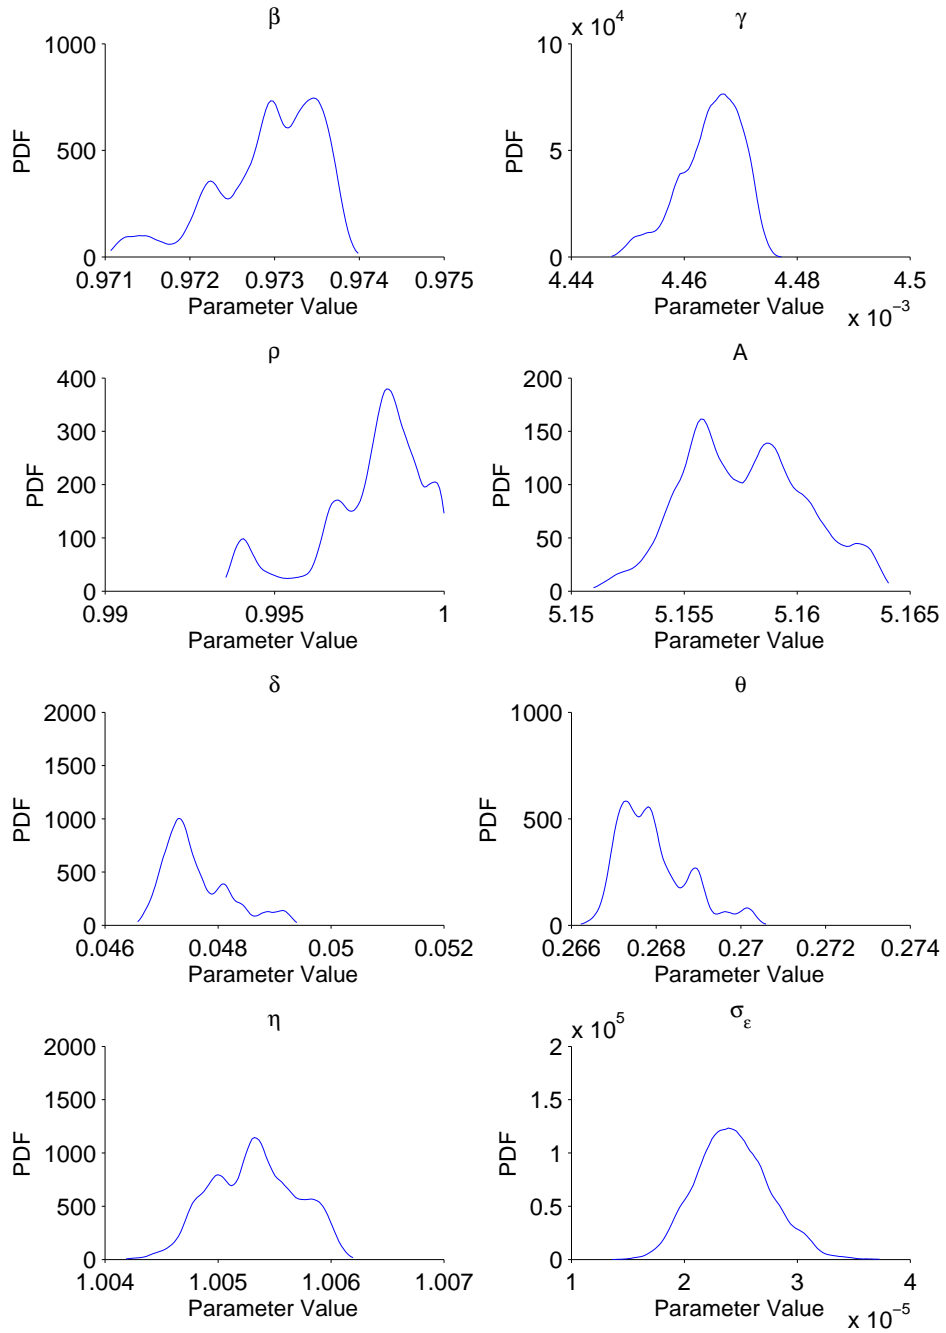 β
1000
500
0
PDF
0.971 0.972 0.973 0.974 0.975
Parameter Value
γ
x 10^4
10
5
0
PDF
4.44 4.46 4.48 4.5
Parameter Value
x 10^−3
ρ
400
300
200
100
0
PDF
0.99 0.995 1
Parameter Value
A
200
150
100
50
0
PDF
5.15 5.155 5.16 5.165
Parameter Value
δ
2000
1500
1000
500
0
PDF
0.046 0.048 0.05 0.052
Parameter Value
θ
1000
500
0
PDF
0.266 0.268 0.27 0.272 0.274
Parameter Value
η
2000
1500
1000
500
0
PDF
1.004 1.005 1.006 1.007
Parameter Value
σ_ε
x 10^5
2
1.5
1
0.5
0
PDF
1 2 3 4
Parameter Value
x 10^−5